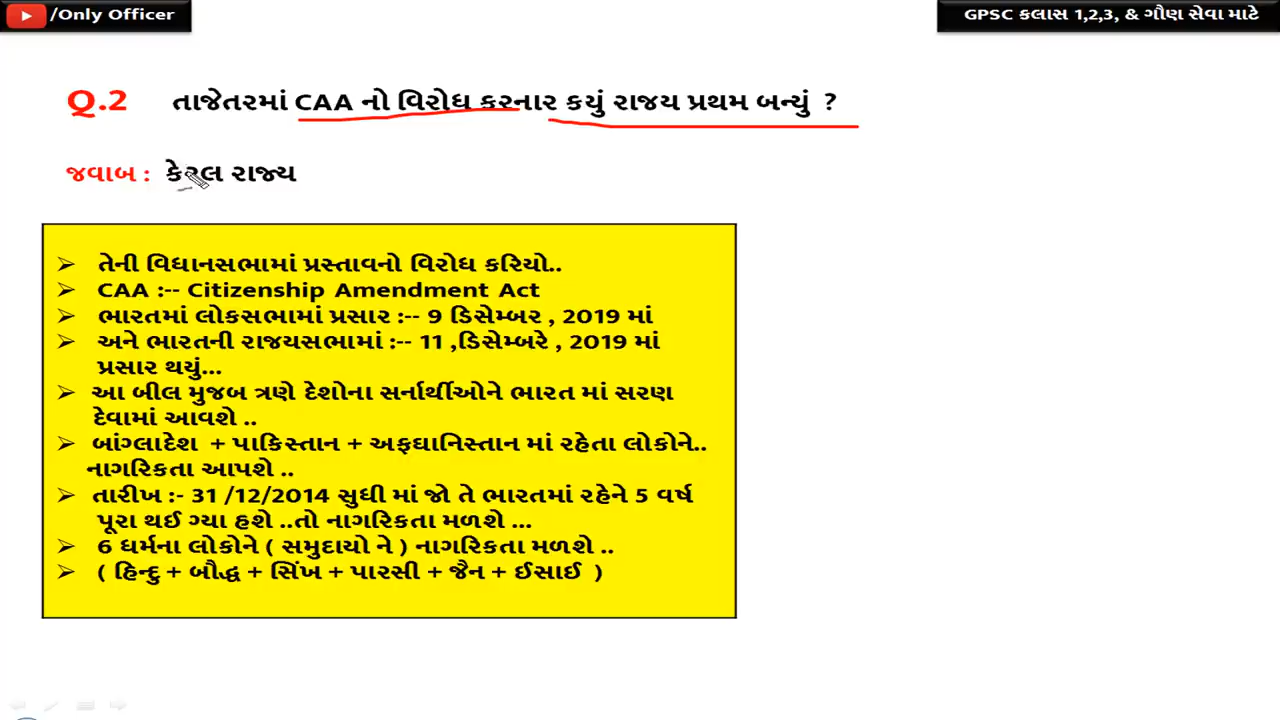 /Only Officer
GPSC કલાસ 1,2,3, & ગૌણ સેવા માટે
Q.2 તાજેતરમાં CAA નો વિરોધ કરનાર કયું રાજય પ્રથમ બન્યું ?
જવાબ : કેરલ રાજ્ય
➢ તેની વિધાનસભામાં પ્રસ્તાવનો વિરોધ કરિયો..
➢ CAA :-- Citizenship Amendment Act
➢ ભારતમાં લોકસભામાં પ્રસાર :-- 9 ડિસેમ્બર , 2019 માં
➢ અને ભારતની રાજયસભામાં :-- 11 ,ડિસેમ્બરે , 2019 માં
પ્રસાર થયું...
➢ આ બીલ મુજબ ત્રણે દેશોના સર્નાર્થીઓને ભારત માં સરણ
દેવામાં આવશે ..
➢ બાંગ્લાદેશ + પાકિસ્તાન + અફઘાનિસ્તાન માં રહેતા લોકોને..
નાગરિકતા આપશે ..
➢ તારીખ :- 31 /12/2014 સુધી માં જો તે ભારતમાં રહેને 5 વર્ષ
પૂરા થઈ ગ્યા હશે ..તો નાગરિકતા મળશે ...
➢ 6 ધર્મના લોકોને ( સમુદાયો ને ) નાગરિકતા મળશે ..
➢ ( હિન્દુ + બૌદ્ધ + સિંખ + પારસી + જૈન + ઈસાઈ )